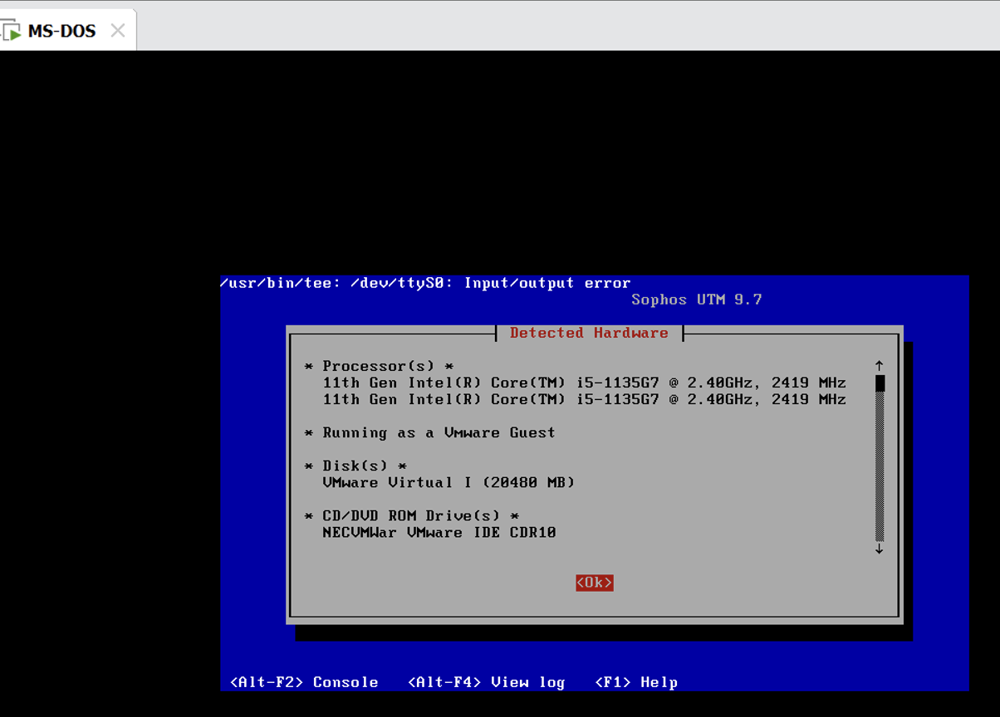 MS-DOS
/usr/bin/tee: /dev/ttyS0: Input/output error
Sophos UTM 9.7
Detected Hardware
* Processor(s) *
11th Gen Intel(R) Core(TM) i5-1135G7 @ 2.40GHz, 2419 MHz
11th Gen Intel(R) Core(TM) i5-1135G7 @ 2.40GHz, 2419 MHz
* Running as a Vmware Guest
* Disk(s) *
VMware Virtual I (20480 MB)
* CD/DVD ROM Drive(s) *
NECVMWar VMware IDE CDR10
<Ok>
<Alt-F2> Console <Alt-F4> View log <F1> Help